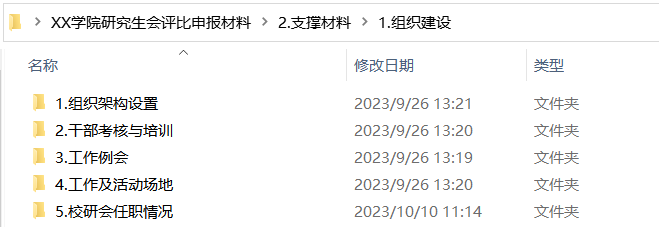 XX学院研究生会评比申报材料 > 2.支撑材料 > 1.组织建设
名称 修改日期 类型
1.组织架构设置 2023/9/26 13:21 文件夹
2.干部考核与培训 2023/9/26 13:20 文件夹
3.工作例会 2023/9/26 13:19 文件夹
4.工作及活动场地 2023/9/26 13:20 文件夹
5.校研会任职情况 2023/10/10 11:14 文件夹